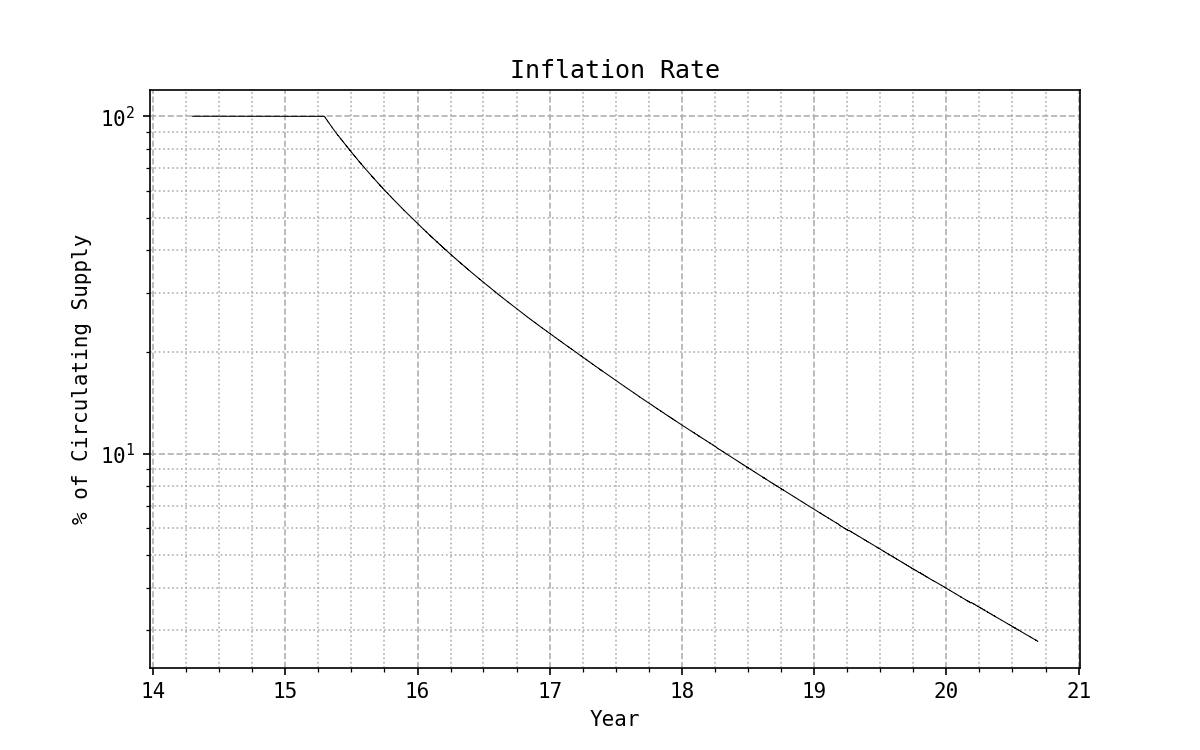 Inflation Rate
% of Circulating Supply
10²
10¹
14 15 16 17 18 19 20 21
Year